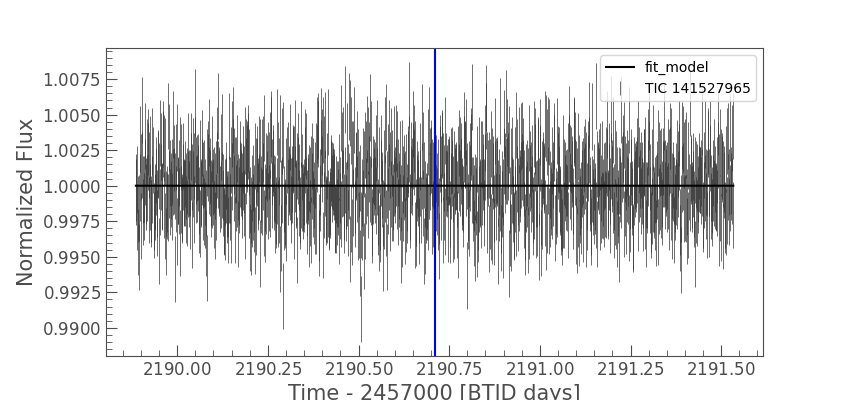 fit_model
TIC 141527965
1.0075
1.0050
1.0025
1.0000
0.9975
0.9950
0.9925
0.9900
Normalized Flux
2190.00 2190.25 2190.50 2190.75 2191.00 2191.25 2191.50
Time - 2457000 [BTJD days]